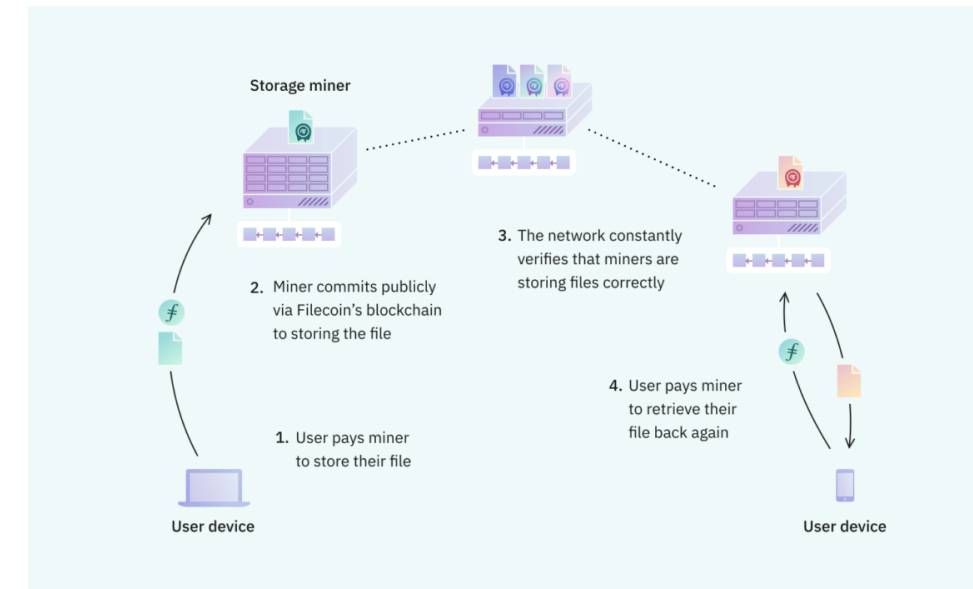 Storage miner
1. User pays miner
to store their file
User device
2. Miner commits publicly
via Filecoin's blockchain
to storing the file
3. The network constantly
verifies that miners are
storing files correctly
4. User pays miner
to retrieve their
file back again
User device